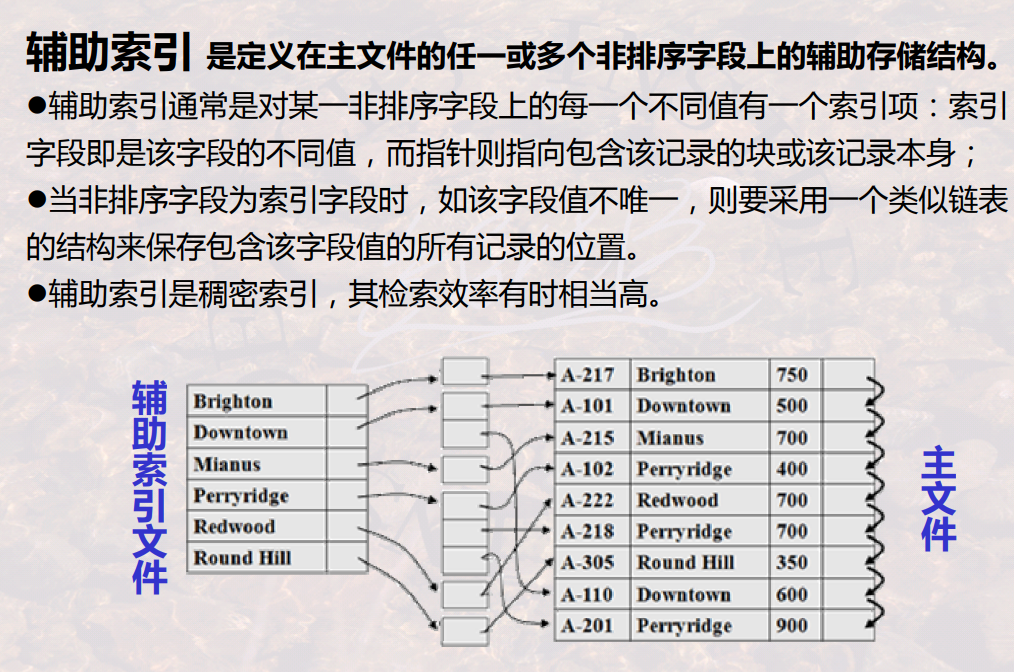 辅助索引 是定义在主文件的任一或多个非排序字段上的辅助存储结构。
●辅助索引通常是对某一非排序字段上的每一个不同值有一个索引项：索引
字段即是该字段的不同值，而指针则指向包含该记录的块或该记录本身；
●当非排序字段为索引字段时，如该字段值不唯一，则要采用一个类似链表
的结构来保存包含该字段值的所有记录的位置。
●辅助索引是稠密索引，其检索效率有时相当高。
辅助索引文件
Brighton
Downtown
Mianus
Perryridge
Redwood
Round Hill
A-217 Brighton 750
A-101 Downtown 500
A-215 Mianus 700
A-102 Perryridge 400
A-222 Redwood 700
A-218 Perryridge 700
A-305 Round Hill 350
A-110 Downtown 600
A-201 Perryridge 900
主文件